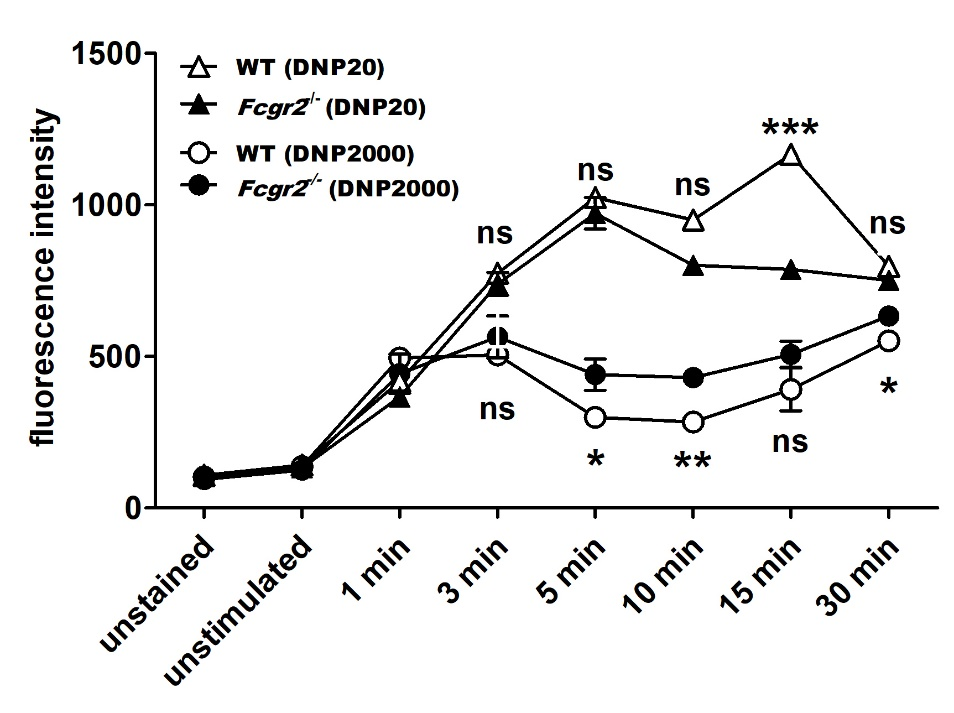 1500
1000
500
0
fluorescence intensity
WT (DNP20)
Fcgr2-/- (DNP20)
WT (DNP2000)
Fcgr2-/- (DNP2000)
ns
ns
ns
***
ns
ns
*
**
ns
*
unstained
unstimulated
1 min
3 min
5 min
10 min
15 min
30 min